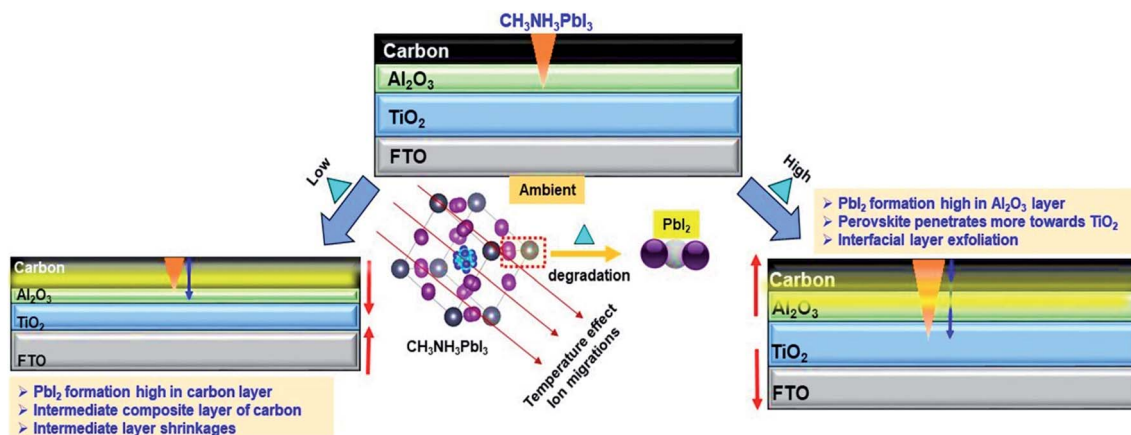 CH₃NH₃PbI₃
Carbon
Al₂O₃
TiO₂
FTO
Low
High
Ambient
PbI₂
degradation
CH₃NH₃PbI₃
Temperature effect
Ion migrations
Carbon
Al₂O₃
TiO₂
FTO
➢ PbI₂ formation high in carbon layer
➢ Intermediate composite layer of carbon
➢ Intermediate layer shrinkages
➢ PbI₂ formation high in Al₂O₃ layer
➢ Perovskite penetrates more towards TiO₂
➢ Interfacial layer exfoliation
Carbon
Al₂O₃
TiO₂
FTO